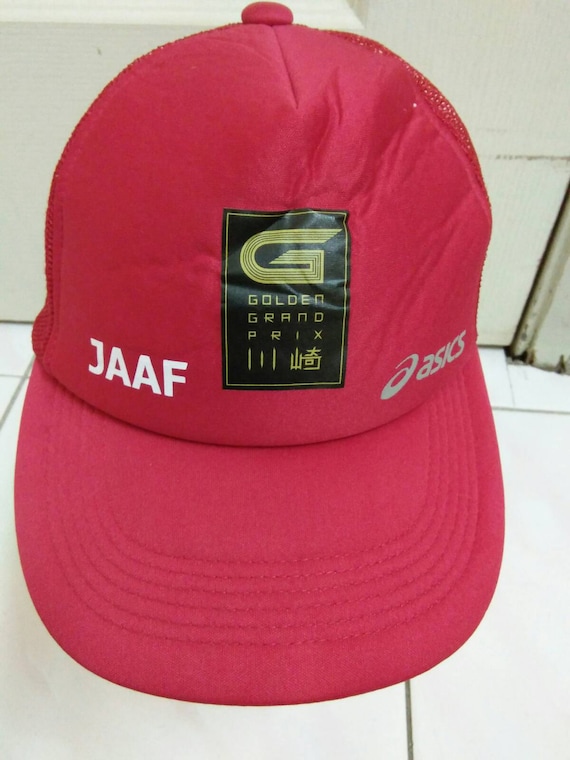 GOLDEN
GRAND
PRIX
川崎
JAAF
asics